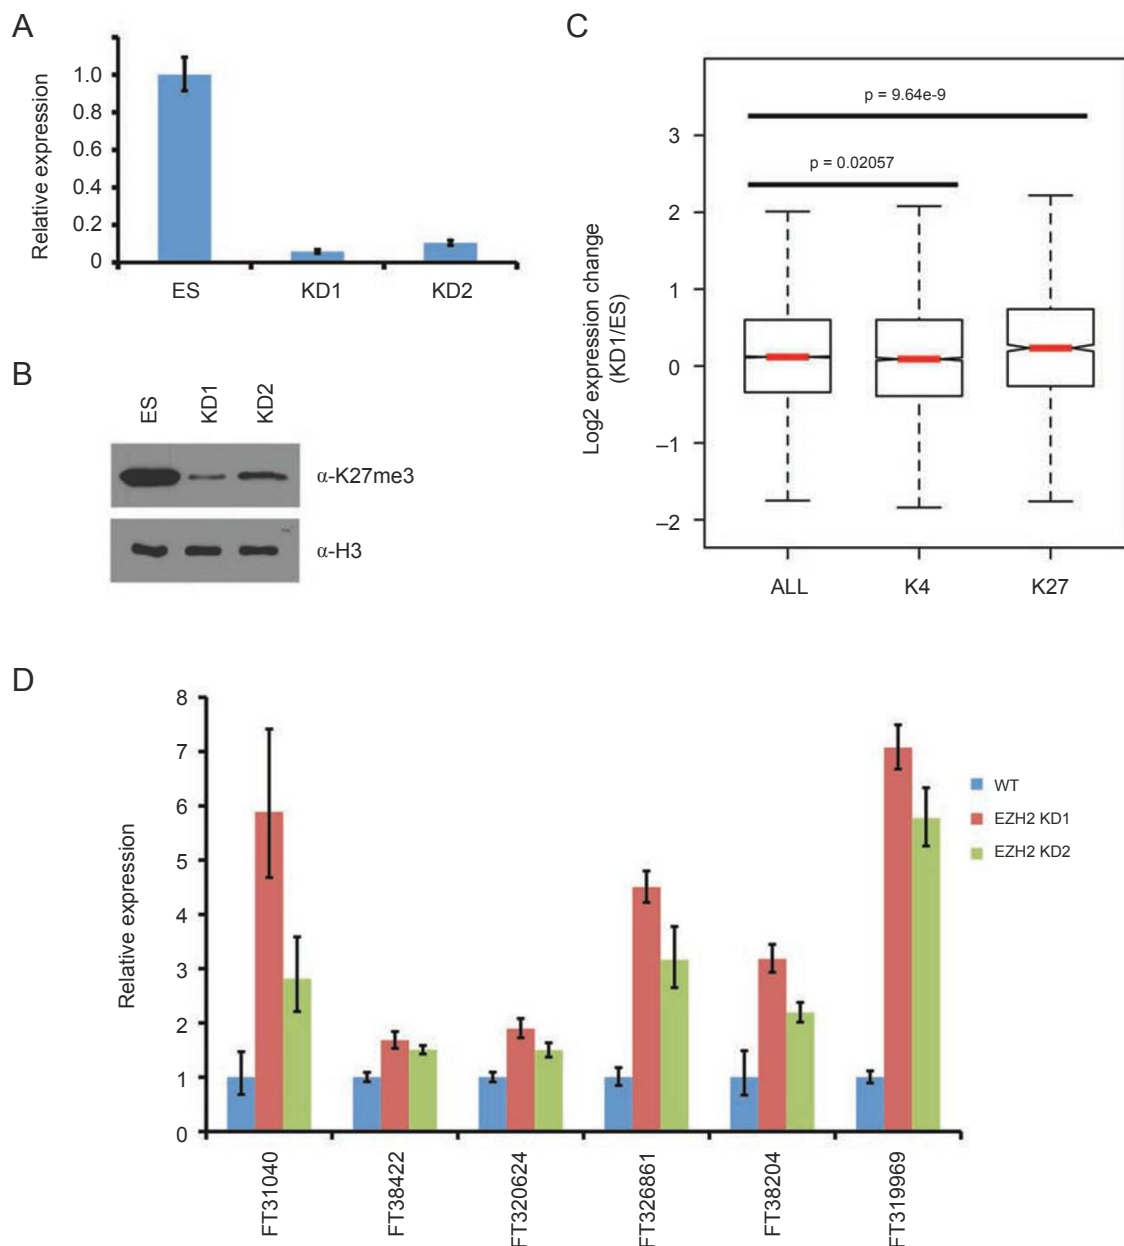 A
Relative expression
1.0
0.8
0.6
0.4
0.2
0
ES
KD1
KD2
B
ES
KD1
KD2
α-K27me3
α-H3
C
Log2 expression change
(KD1/ES)
3
2
1
0
–1
–2
p = 9.64e-9
p = 0.02057
ALL
K4
K27
D
Relative expression
8
7
6
5
4
3
2
1
0
WT
EZH2 KD1
EZH2 KD2
FT31040
FT38422
FT320624
FT326861
FT38204
FT319969